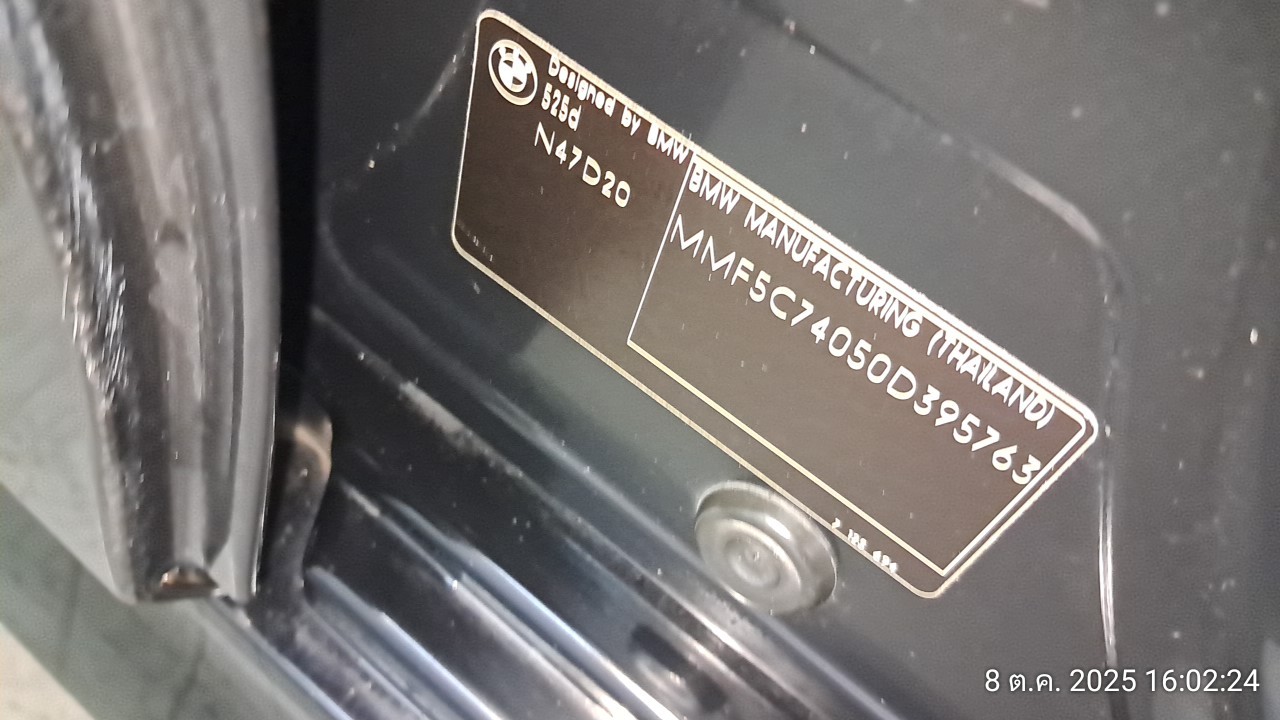 Designed by BMW
525d
N47D20
BMW MANUFACTURING (THAILAND)
MMF5C74050D395763
8 ต.ค. 2025 16:02:24